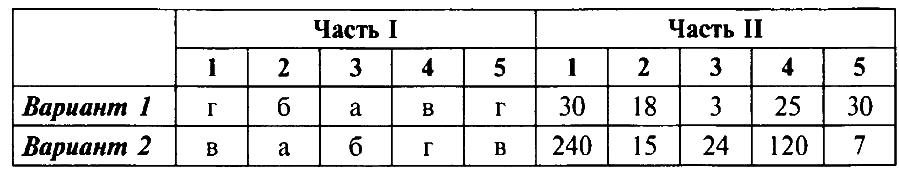 Часть I Часть II
1 2 3 4 5 1 2 3 4 5
Вариант 1 г б а в г 30 18 3 25 30
Вариант 2 в а б г в 240 15 24 120 7